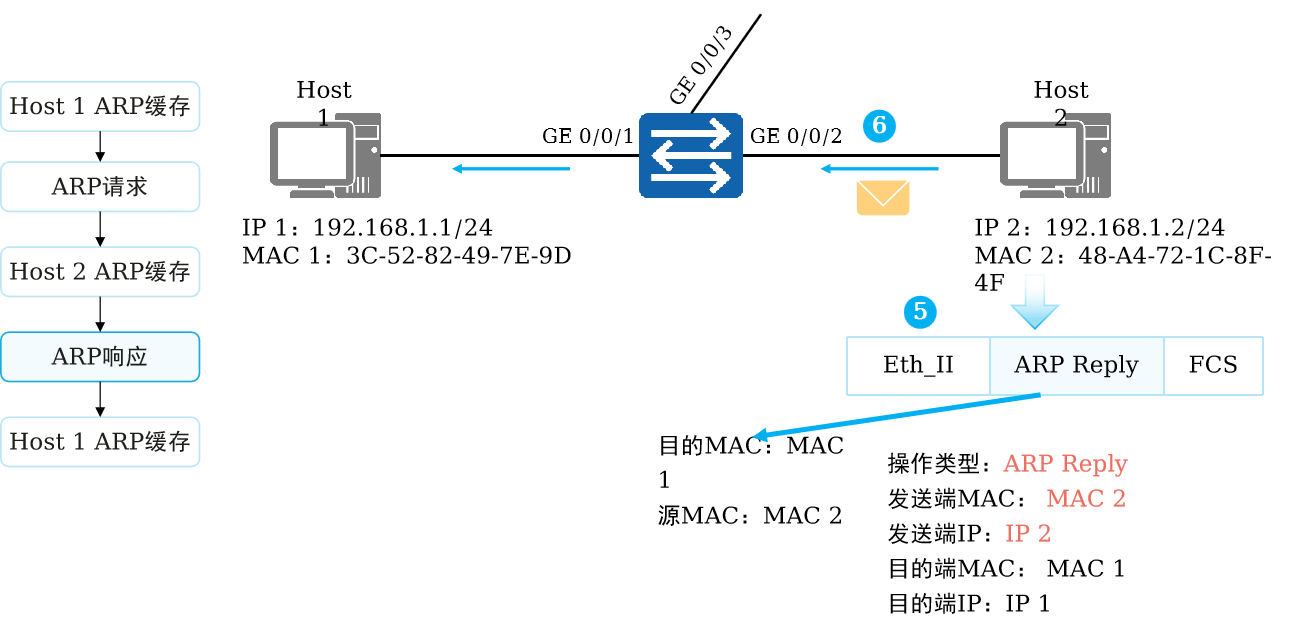 Host 1 ARP缓存
ARP请求
Host 2 ARP缓存
ARP响应
Host 1 ARP缓存
Host
1
GE 0/0/1
GE 0/0/3
GE 0/0/2
6
Host
2
IP 1：192.168.1.1/24
MAC 1：3C-52-82-49-7E-9D
IP 2：192.168.1.2/24
MAC 2：48-A4-72-1C-8F-
4F
5
Eth_II
ARP Reply
FCS
目的MAC：MAC
1
源MAC：MAC 2
操作类型：ARP Reply
发送端MAC： MAC 2
发送端IP：IP 2
目的端MAC： MAC 1
目的端IP：IP 1